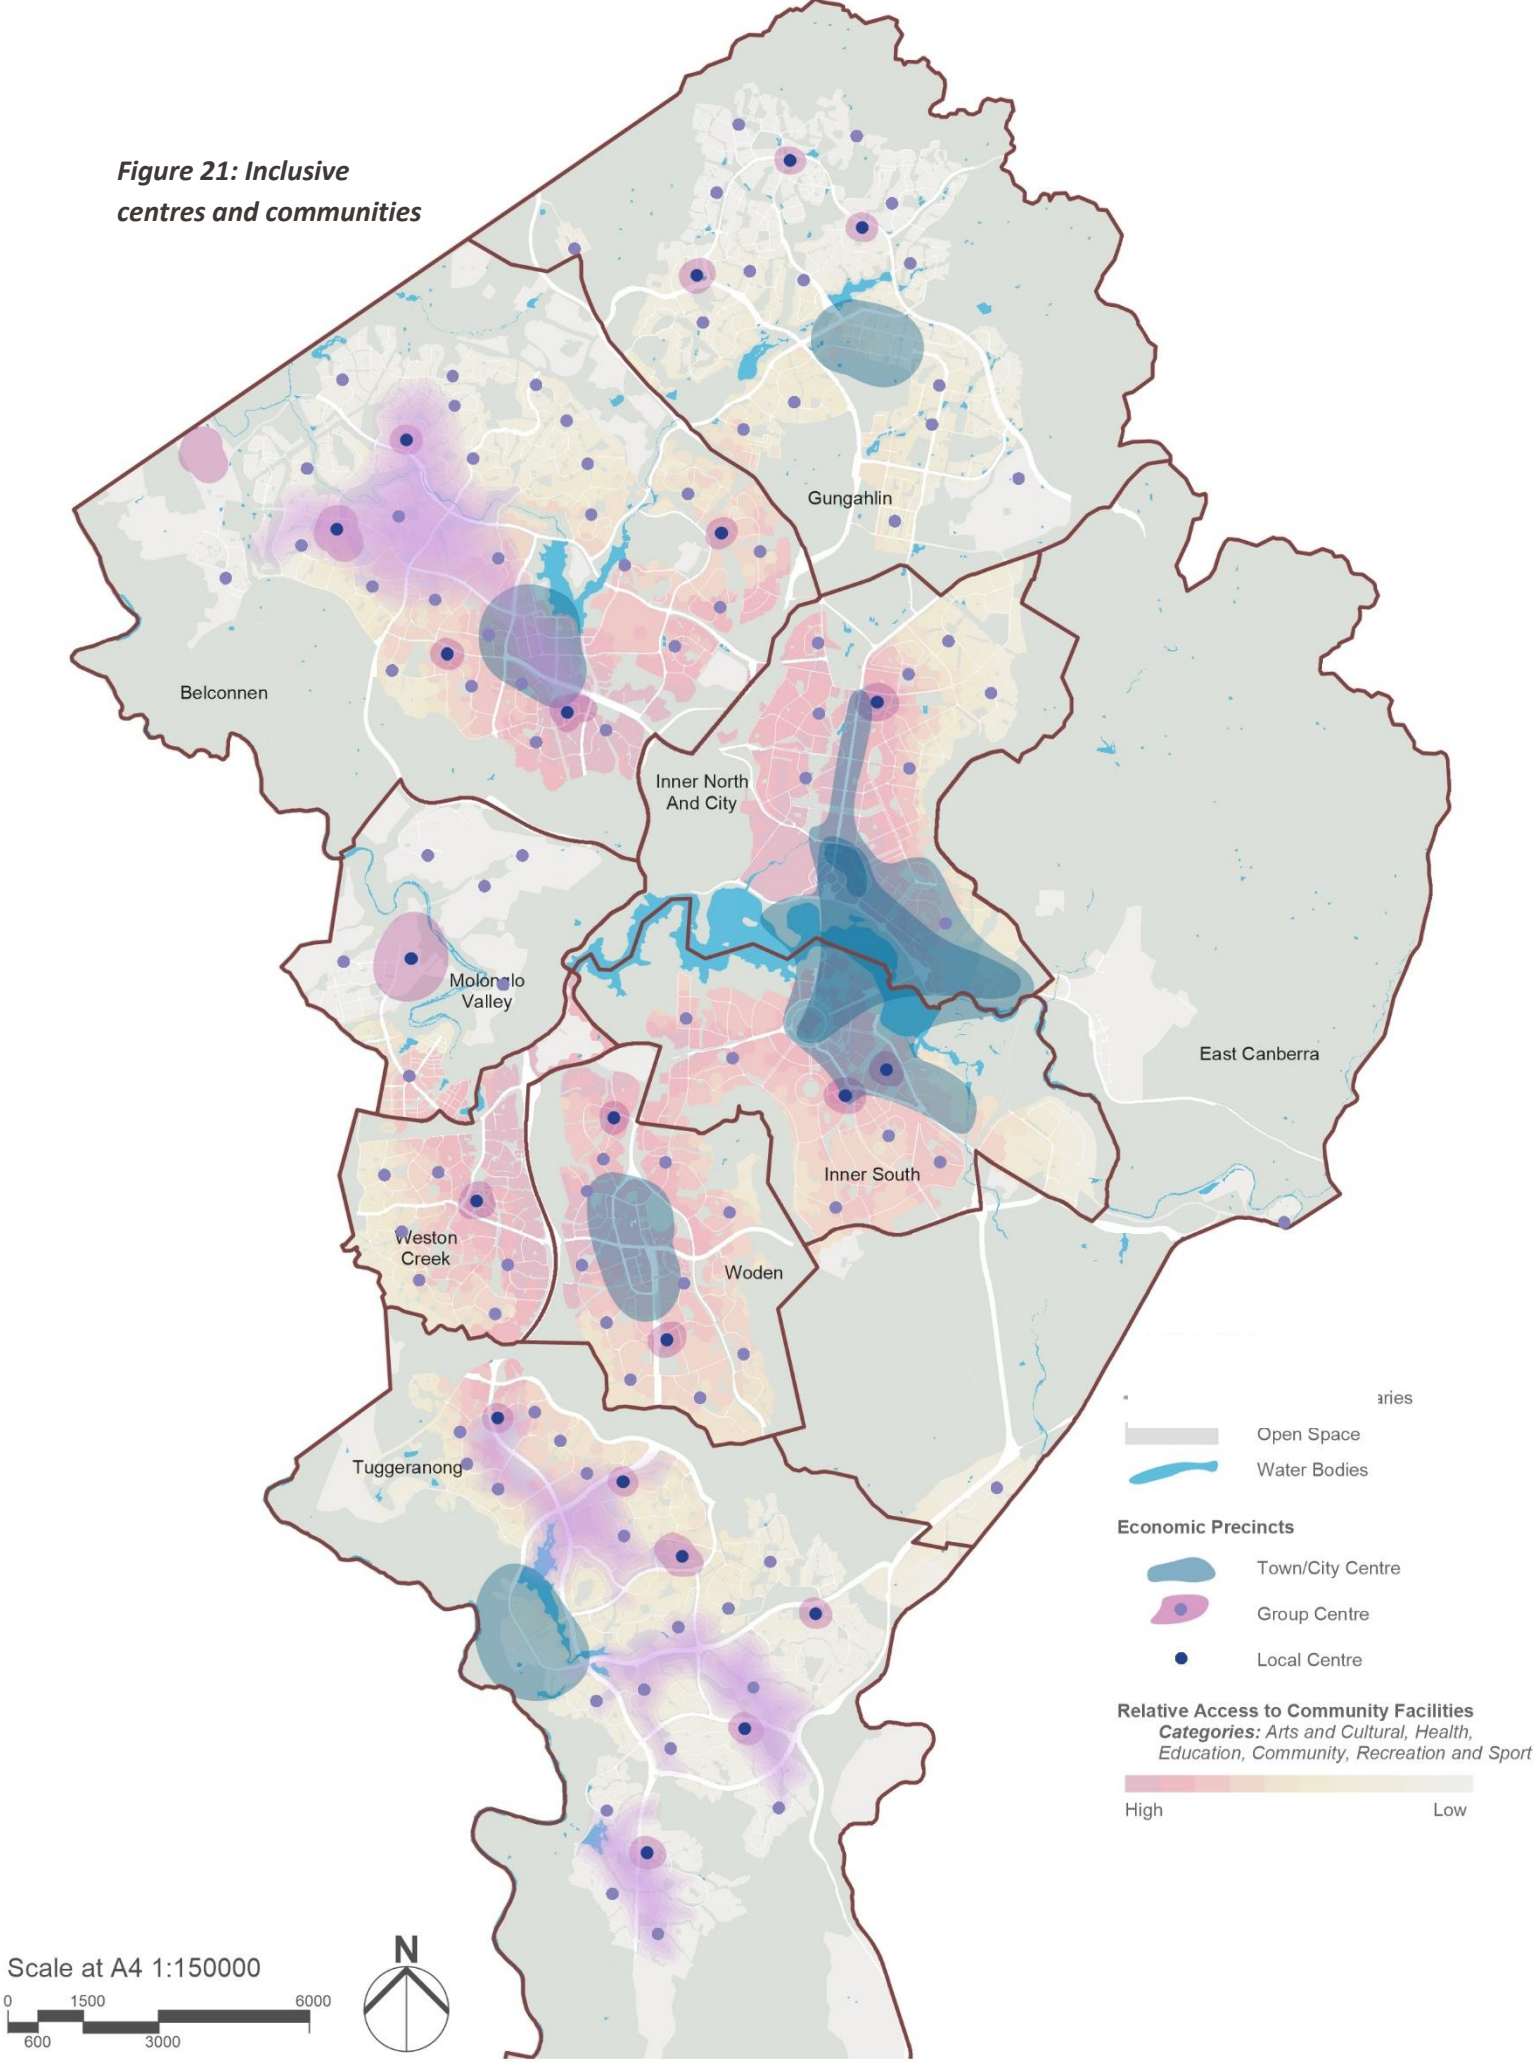 Figure 21: Inclusive
centres and communities
Gungahlin
Belconnen
Inner North
And City
Molonglo
Valley
East Canberra
Inner South
Weston
Creek
Woden
Tuggeranong
aries
Open Space
Water Bodies
Economic Precincts
Town/City Centre
Group Centre
Local Centre
Relative Access to Community Facilities
Categories: Arts and Cultural, Health,
Education, Community, Recreation and Sport
High Low
Scale at A4 1:150000
0 1500 6000
600 3000
N